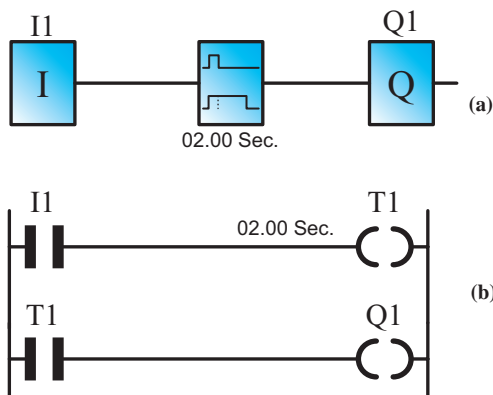 I1 Q1
I Q
(a)
02.00 Sec.
I1 02.00 Sec. T1
(b)
T1 Q1